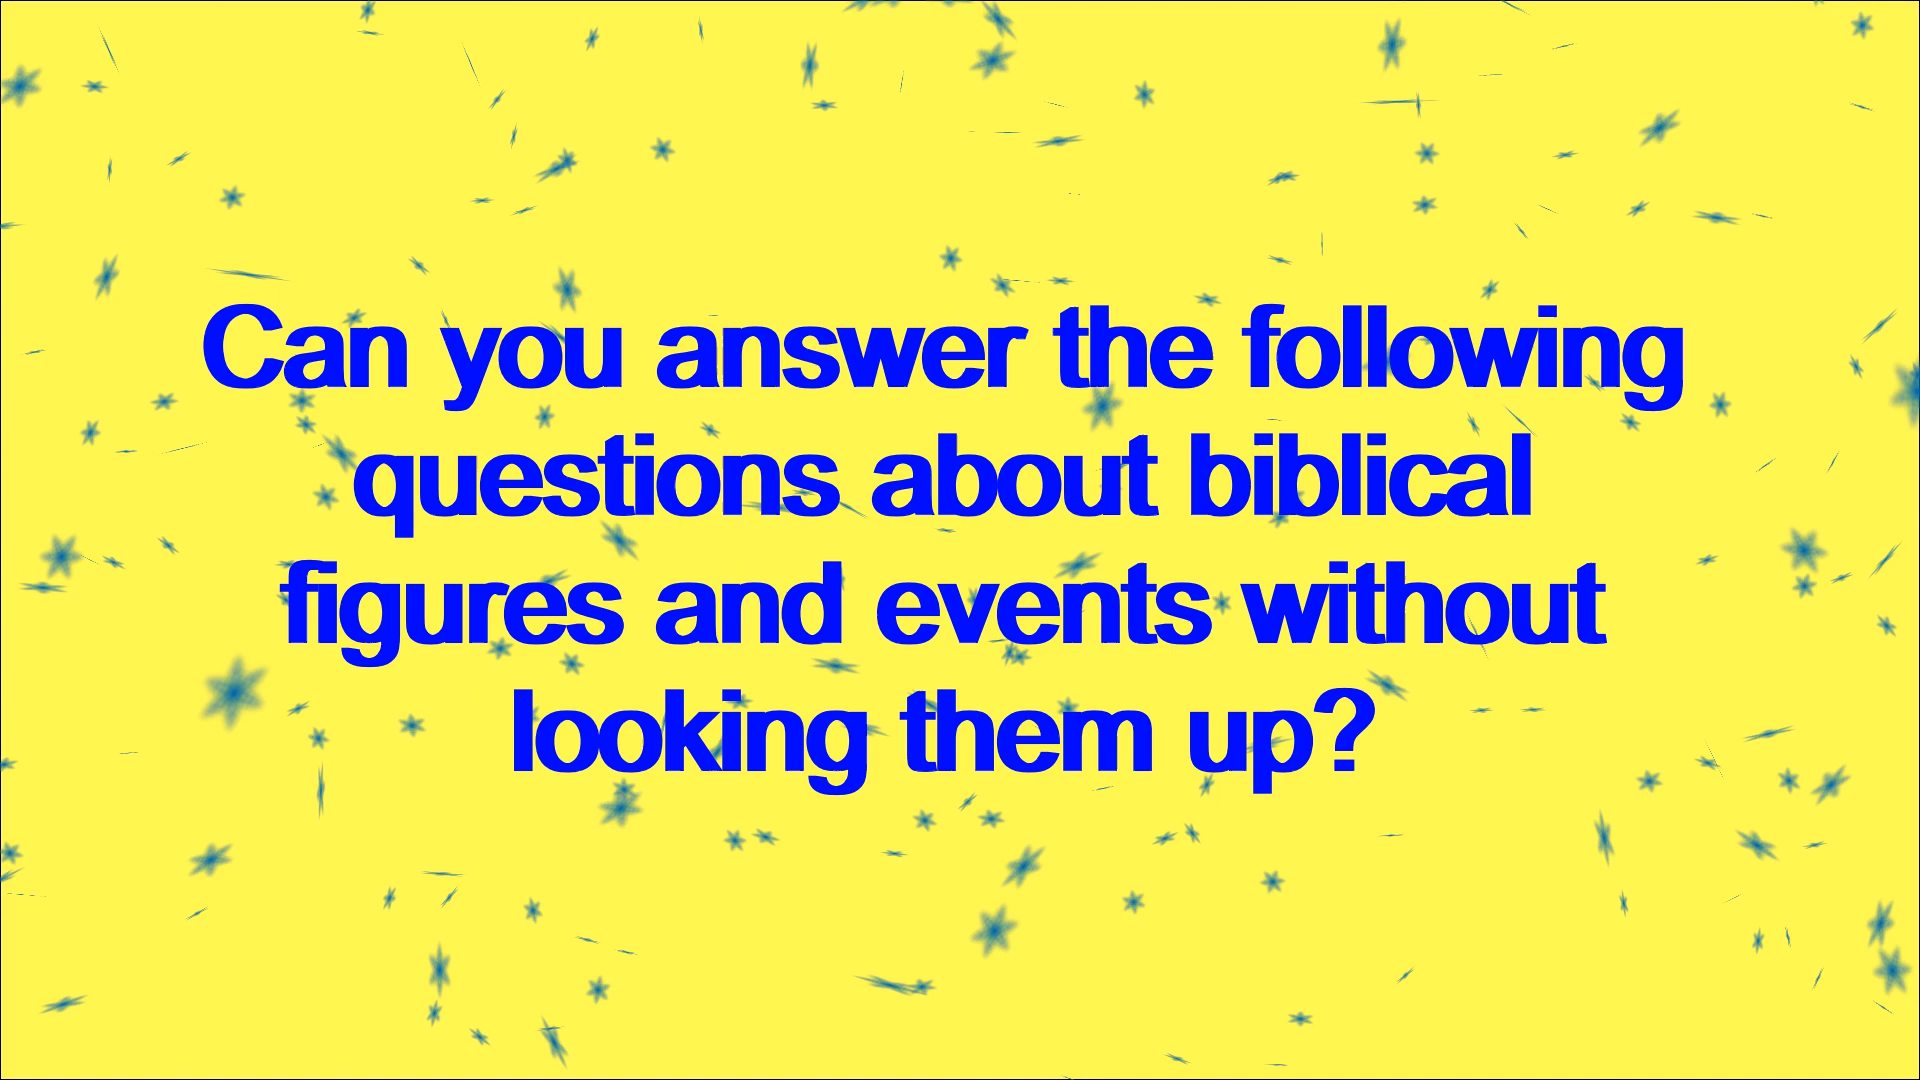 Can you answer the following
questions about biblical
figures and events without
looking them up?